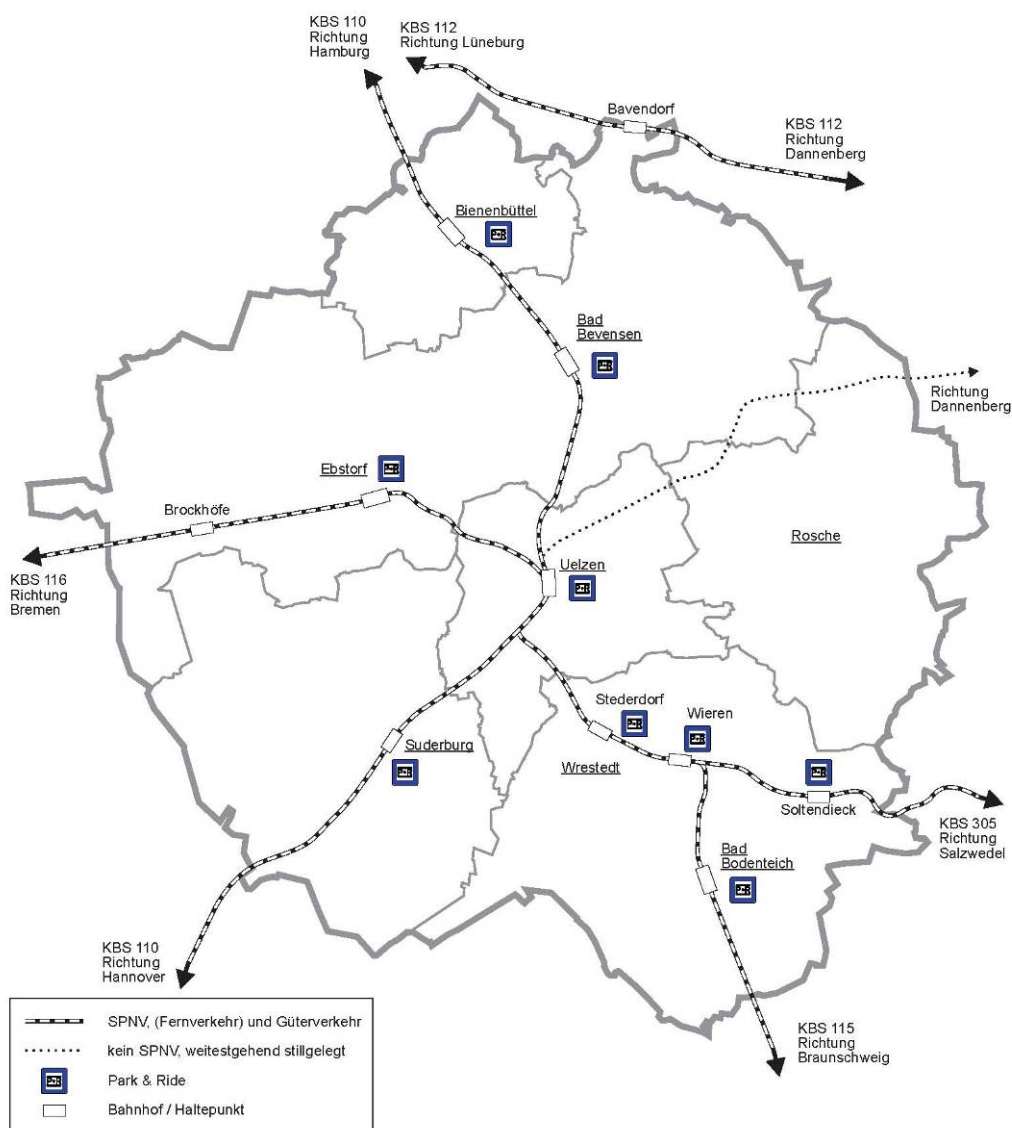 KBS 110
Richtung
Hamburg
KBS 112
Richtung Lüneburg
Bavendorf
KBS 112
Richtung
Dannenberg
Bienenbüttel
P+R
Bad
Bevensen
P+R
Richtung
Dannenberg
Ebstorf
P+R
Brockhöfe
KBS 116
Richtung
Bremen
Rosche
Uelzen
P+R
Stederdorf
P+R
Wieren
P+R
Suderburg
P+R
Wrestedt
P+R
Soltendieck
KBS 305
Richtung
Salzwedel
Bad
Bodenteich
P+R
KBS 110
Richtung
Hannover
KBS 115
Richtung
Braunschweig
SPNV, (Fernverkehr) und Güterverkehr
kein SPNV, weitestgehend stillgelegt
P+R
Park & Ride
Bahnhof / Haltepunkt